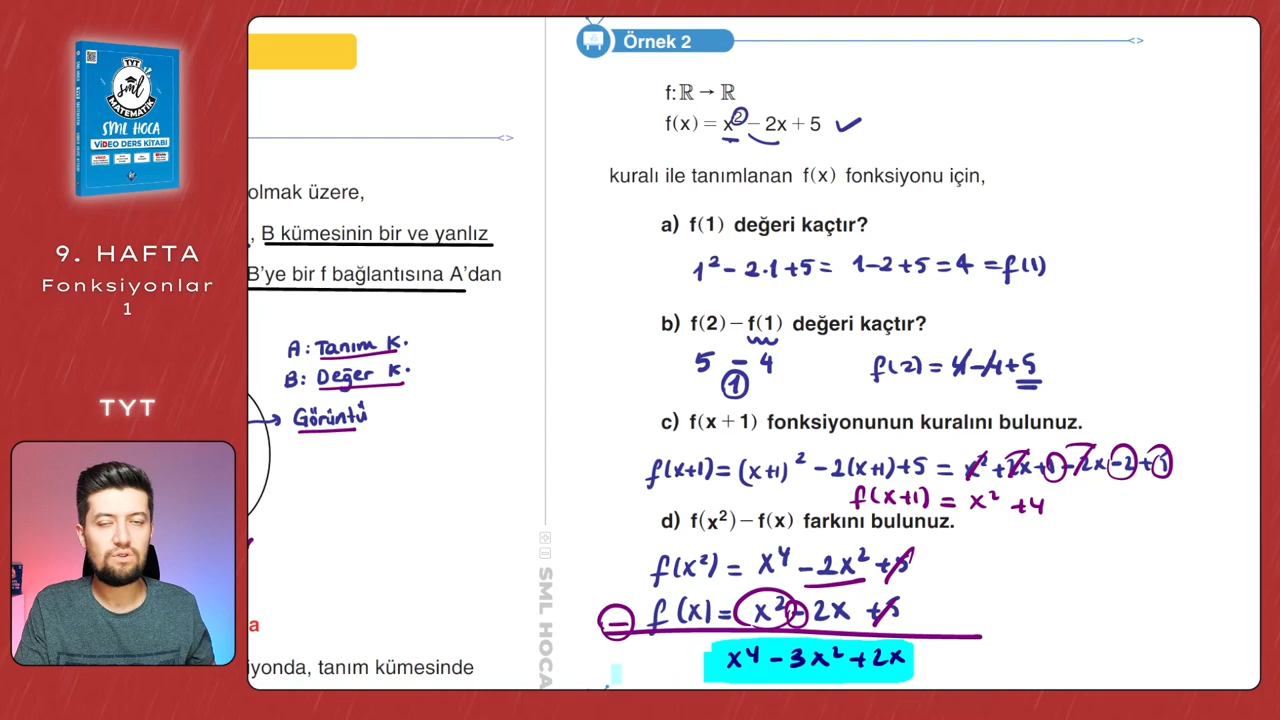 TYT
sml
MATEMATİK
SML HOCA
VİDEO DERS KİTABI
9. HAFTA
Fonksiyonlar
1
TYT
olmak üzere,
, B kümesinin bir ve yanlız
B'ye bir f bağlantısına A'dan
A: Tanım K.
B: Değer K.
→ Görüntü
a
iyonda, tanım kümesinde
SML HOCA
Örnek 2
f: ℝ → ℝ
f(x) = x² − 2x + 5 ✓
kuralı ile tanımlanan f(x) fonksiyonu için,
a) f(1) değeri kaçtır?
1² − 2.1 + 5 = 1 − 2 + 5 = 4 = f(1)
b) f(2) − f(1) değeri kaçtır?
5 − 4 f(2) = 4 − 4 + 5
1
c) f(x + 1) fonksiyonunun kuralını bulunuz.
f(x+1) = (x+1)² − 2(x+1) + 5 = x² + 2x + 1 − 2x − 2 + 5
f(x+1) = x² + 4
d) f(x²) − f(x) farkını bulunuz.
f(x²) = x⁴ − 2x² + 5
− f(x) = x² − 2x + 5
x⁴ − 3x² + 2x